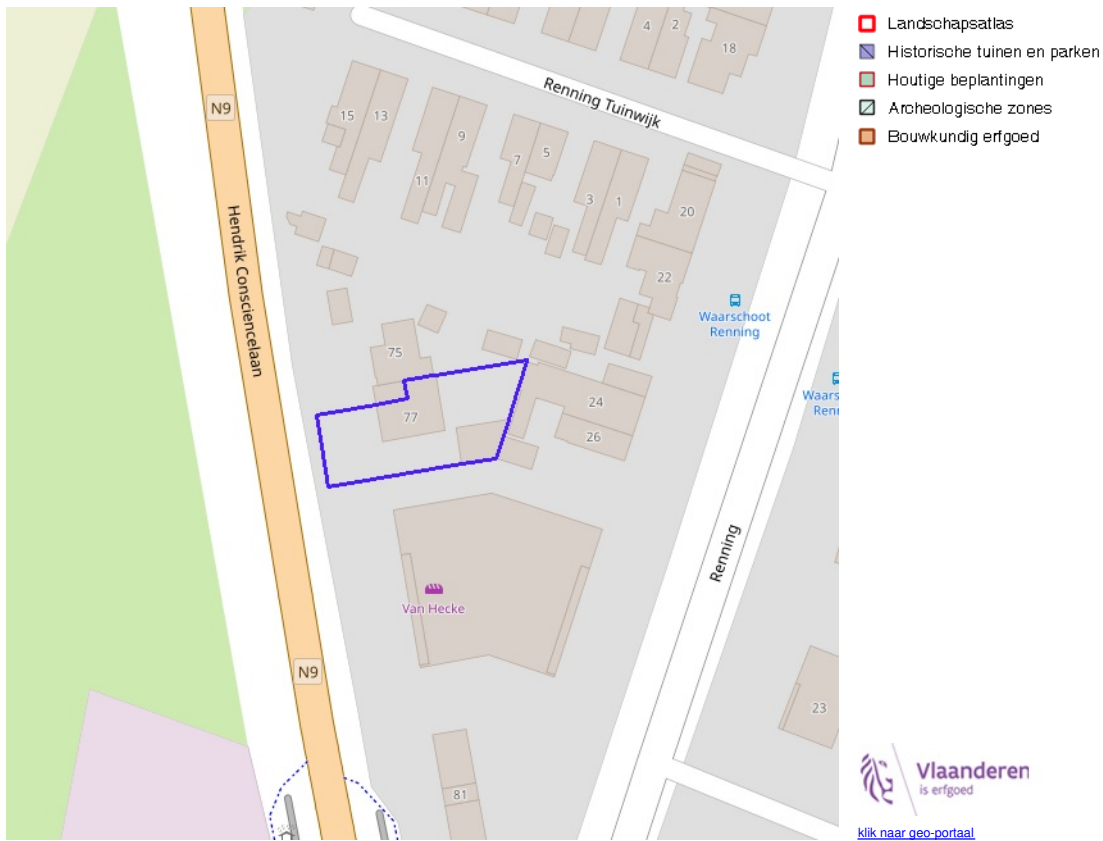 4
2
18
Landschapsatlas
Historische tuinen en parken
Houtige beplantingen
Archeologische zones
Bouwkundig erfgoed
N9
Renning Tuinwijk
15
13
9
7
5
11
3
1
20
22
Hendrik Consciencelaan
Waarschoot
Renning
75
77
24
26
Waars
Renn
Renning
Van Hecke
N9
23
81
Vlaanderen
is erfgoed
klik naar geo-portaal